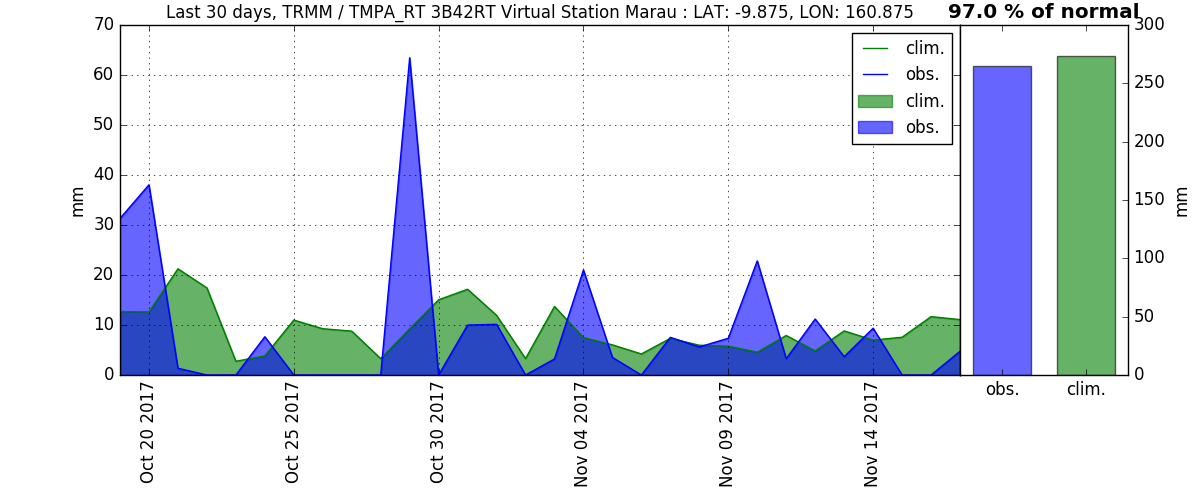 Last 30 days, TRMM / TMPA_RT 3B42RT Virtual Station Marau : LAT: -9.875, LON: 160.875
97.0 % of normal
70
60
50
40
30
20
10
0
mm
clim.
obs.
clim.
obs.
Oct 20 2017
Oct 25 2017
Oct 30 2017
Nov 04 2017
Nov 09 2017
Nov 14 2017
300
250
200
150
100
50
0
mm
obs. clim.